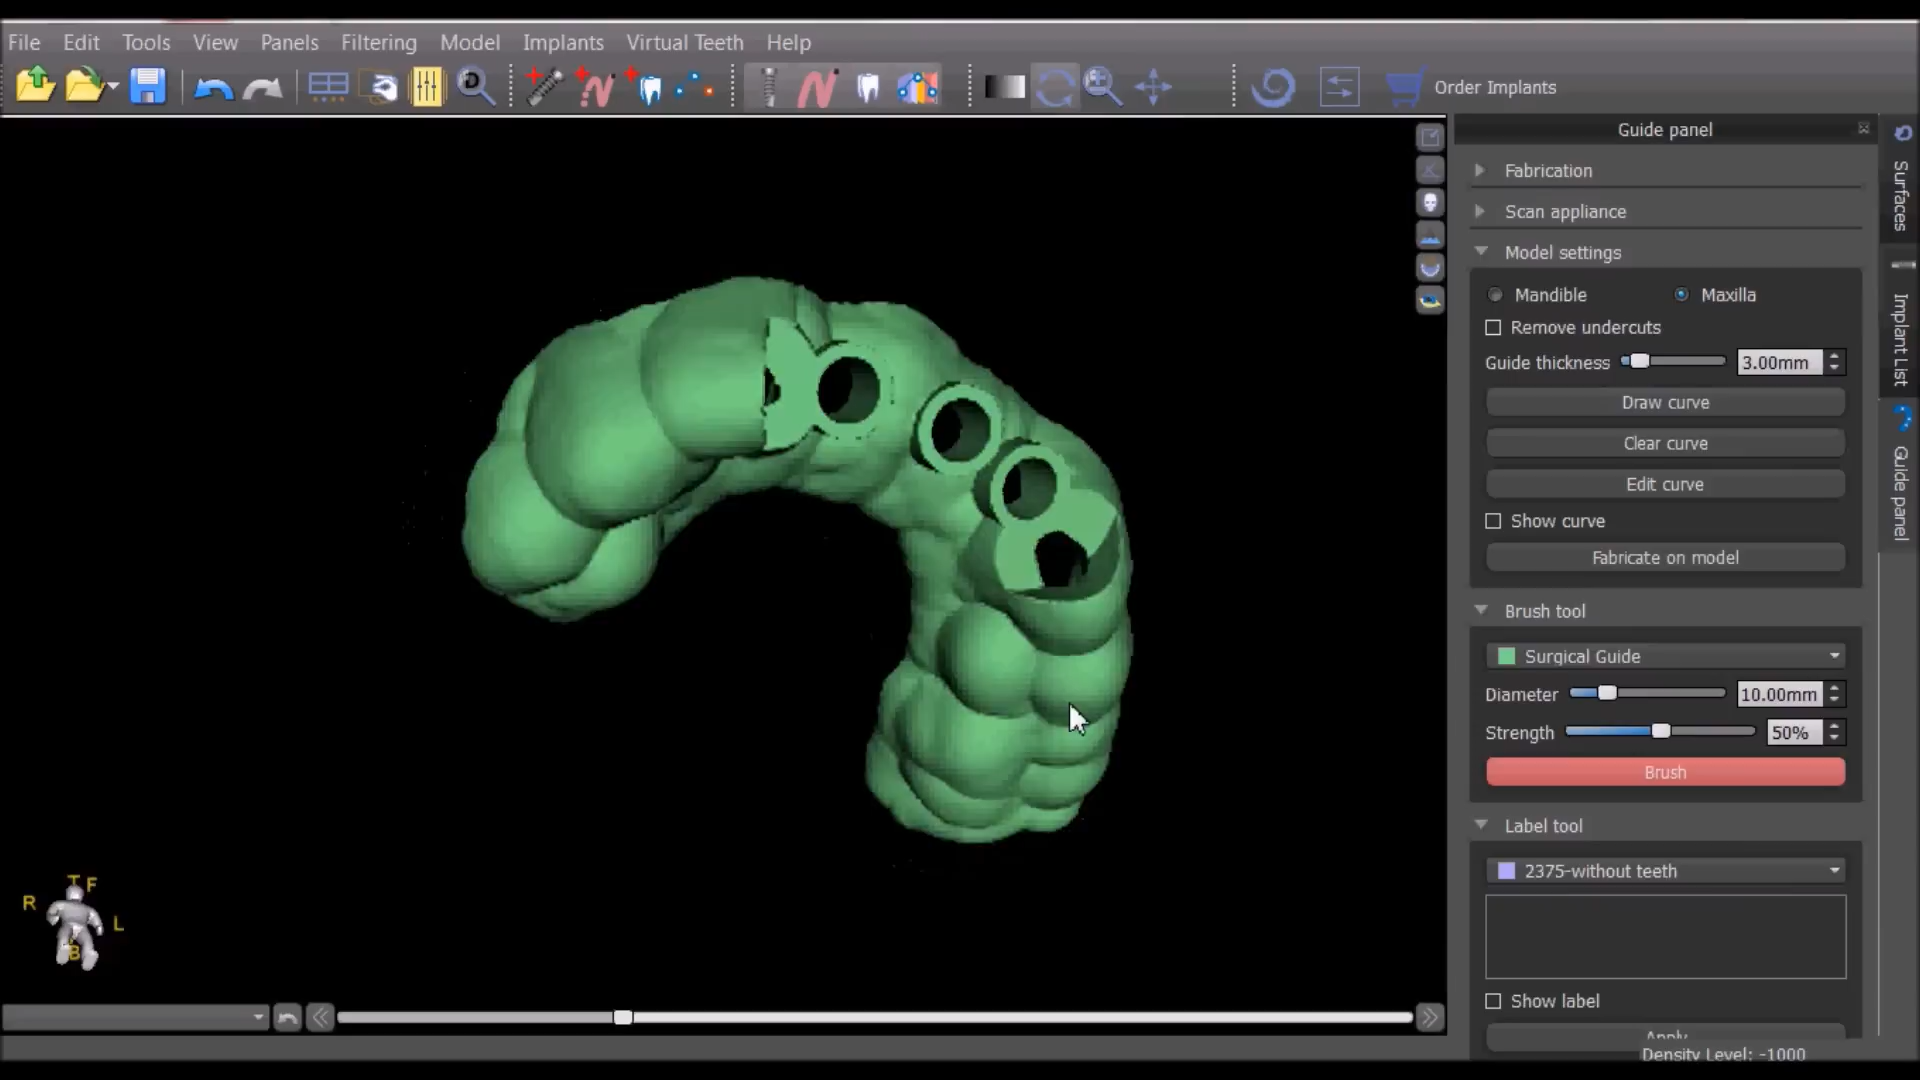 File Edit Tools View Panels Filtering Model Implants Virtual Teeth Help
D
Order Implants
Guide panel
Fabrication
Scan appliance
Model settings
Mandible Maxilla
Remove undercuts
Guide thickness 3.00mm
Draw curve
Clear curve
Edit curve
Show curve
Fabricate on model
Brush tool
Surgical Guide
Diameter 10.00mm
Strength 50%
Brush
Label tool
2375-without teeth
Show label
Apply
Density Level: -1000
Surfaces
Implant List
Guide panel
T F
R
L
B